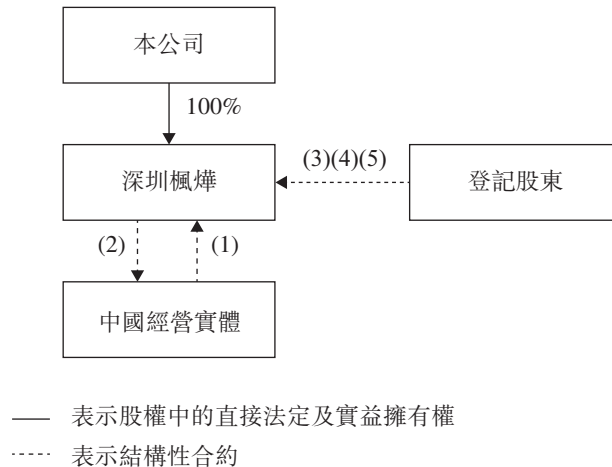 本公司
100%
深圳楓燁
(3)(4)(5)
登記股東
(2)
(1)
中國經營實體
表示股權中的直接法定及實益擁有權
表示結構性合約